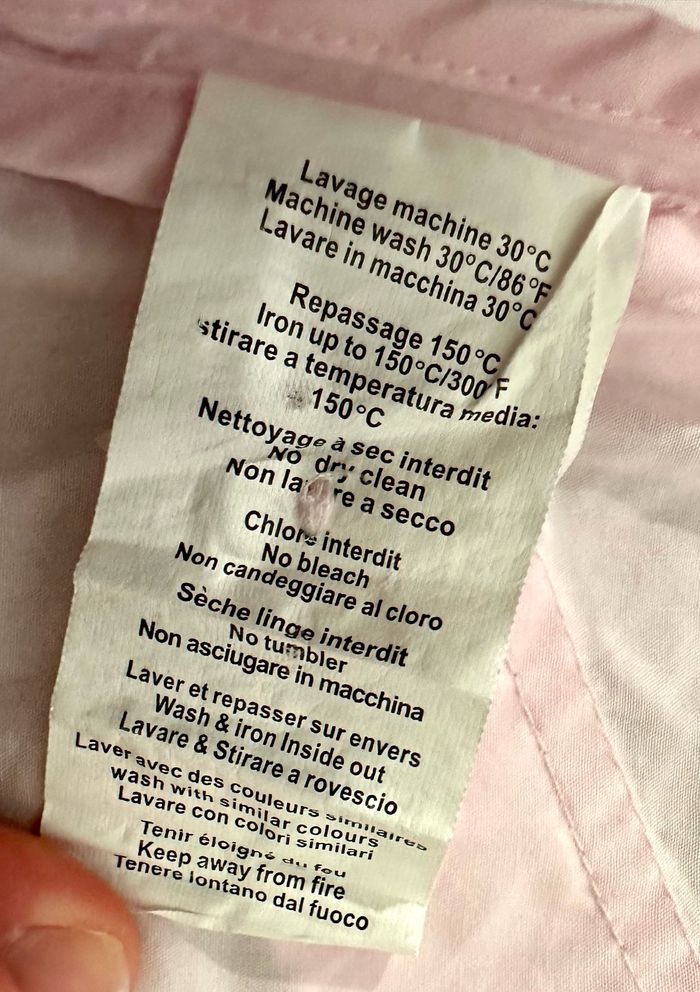 Lavage machine 30°C
Machine wash 30°C/86°F
Lavare in macchina 30°C
Repassage 150°C
Iron up to 150°C/300°F
stirare a temperatura media:
150°C
Nettoyage à sec interdit
No dry clean
Non lavare a secco
Chlore interdit
No bleach
Non candeggiare al cloro
Sèche linge interdit
No tumbler
Non asciugare in macchina
Laver et repasser sur envers
Wash & iron Inside out
Lavare & Stirare a rovescio
Laver avec des couleurs similaires
wash with similar colours
Lavare con colori similari
Tenir éloigné du feu
Keep away from fire
Tenere lontano dal fuoco